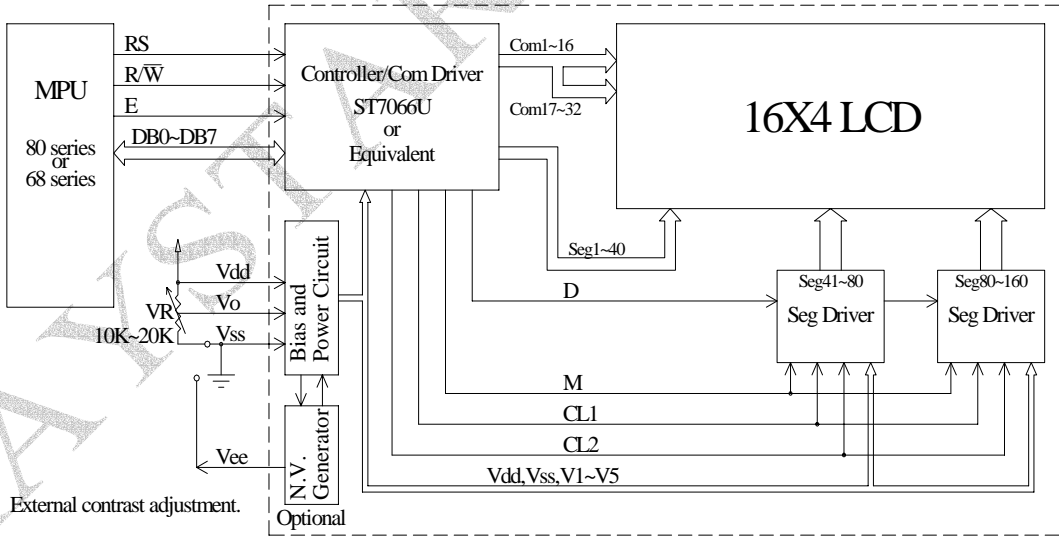 RS
R/W̅
E
DB0~DB7
MPU
80 series
or
68 series
Controller/Com Driver
ST7066U
or
Equivalent
Com1~16
Com17~32
16X4 LCD
Seg1~40
Vdd
Vo
Vss
VR
10K~20K
Bias and
Power Circuit
D
Seg41~80
Seg Driver
Seg80~160
Seg Driver
M
CL1
CL2
Vdd,Vss,V1~V5
Vee
N.V.
Generator
Optional
External contrast adjustment.